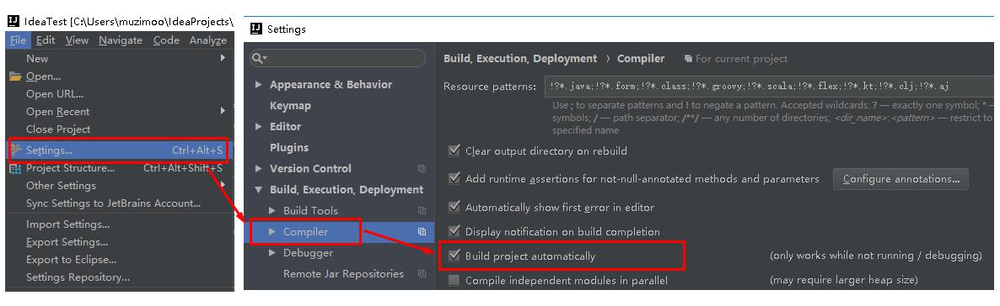 IdeaTest [C:\Users\muzimoo\IdeaProjects\
File Edit View Navigate Code Analyze
New
Open...
Open URL...
Open Recent
Close Project
Settings... Ctrl+Alt+S
Project Structure... Ctrl+Alt+Shift+S
Other Settings
Sync Settings to JetBrains Account...
Import Settings...
Export Settings...
Export to Eclipse...
Settings Repository...
Settings
Appearance & Behavior
Keymap
Editor
Plugins
Version Control
Build, Execution, Deployment
Build Tools
Compiler
Debugger
Remote Jar Repositories
Build, Execution, Deployment › Compiler For current project
Resource patterns: !?*.java;!?*.form;!?*.class;!?*.groovy;!?*.scala;!?*.flex;!?*.kt;!?*.clj;!?*.aj
Use ; to separate patterns and ! to negate a pattern. Accepted wildcards: ? — exactly one symbol; * –
symbols; / — path separator; /**/ — any number of directories; <dir_name>:<pattern> — restrict to
specified name
Clear output directory on rebuild
Add runtime assertions for not-null-annotated methods and parameters Configure annotations...
Automatically show first error in editor
Display notification on build completion
Build project automatically (only works while not running / debugging)
Compile independent modules in parallel (may require larger heap size)